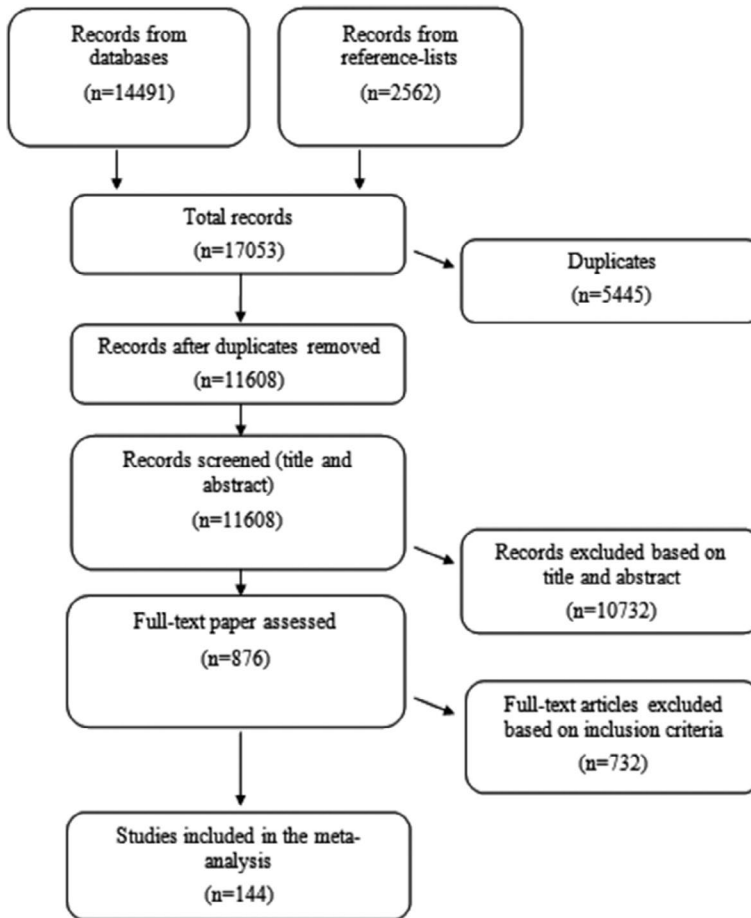 Records from
databases
(n=14491)
Records from
reference-lists
(n=2562)
Total records
(n=17053)
Duplicates
(n=5445)
Records after duplicates removed
(n=11608)
Records screened (title and
abstract)
(n=11608)
Records excluded based on
title and abstract
(n=10732)
Full-text paper assessed
(n=876)
Full-text articles excluded
based on inclusion criteria
(n=732)
Studies included in the meta-
analysis
(n=144)